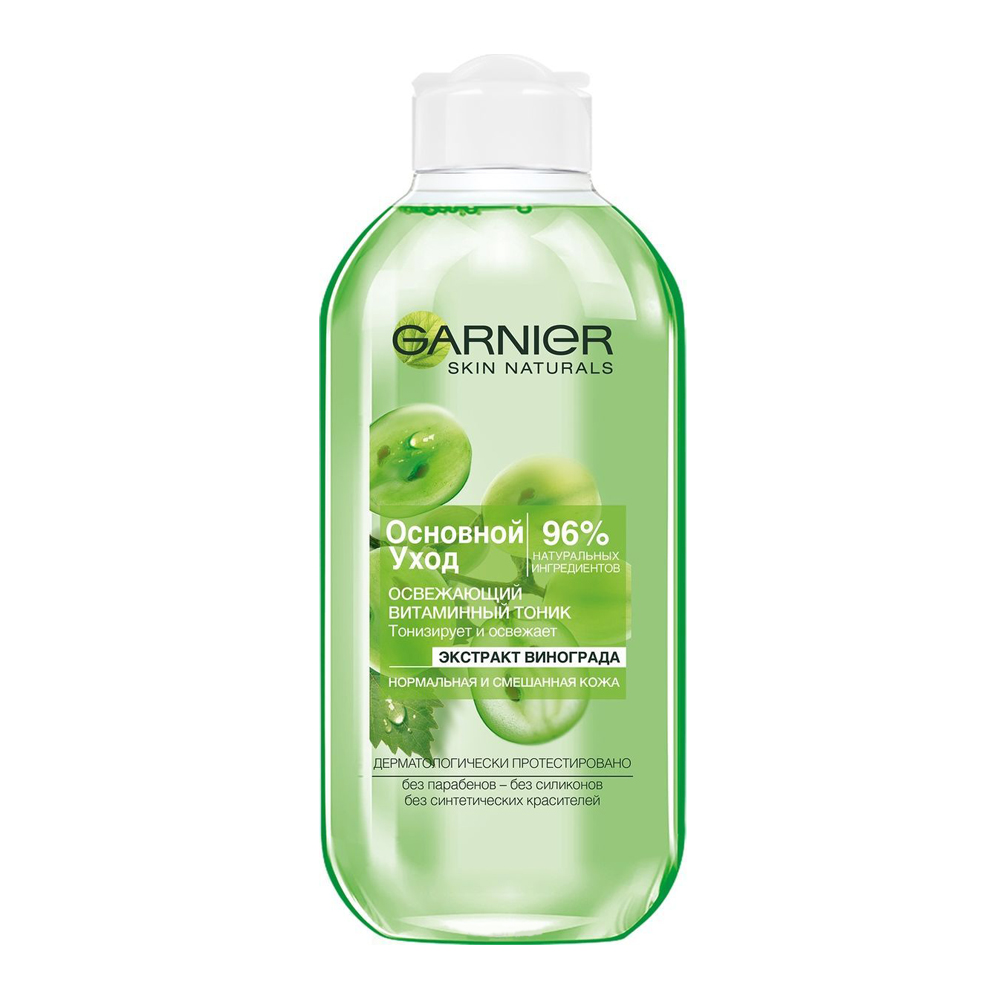 GARNIER
SKIN NATURALS
Основной
Уход
96%
НАТУРАЛЬНЫХ
ИНГРЕДИЕНТОВ
ОСВЕЖАЮЩИЙ
ВИТАМИННЫЙ ТОНИК
Тонизирует и освежает
ЭКСТРАКТ ВИНОГРАДА
НОРМАЛЬНАЯ И СМЕШАННАЯ КОЖА
ДЕРМАТОЛОГИЧЕСКИ ПРОТЕСТИРОВАНО
без парабенов – без силиконов
без синтетических красителей